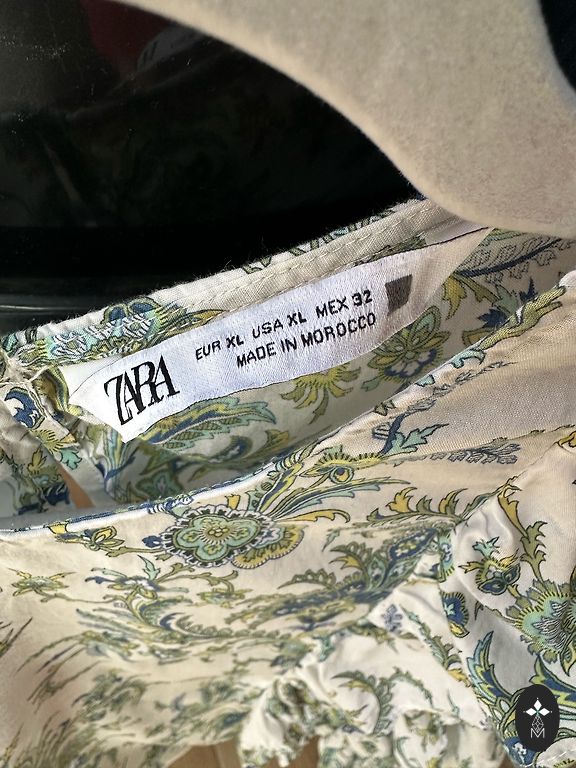 ZARA
EUR XL USA XL MEX 32
MADE IN MOROCCO